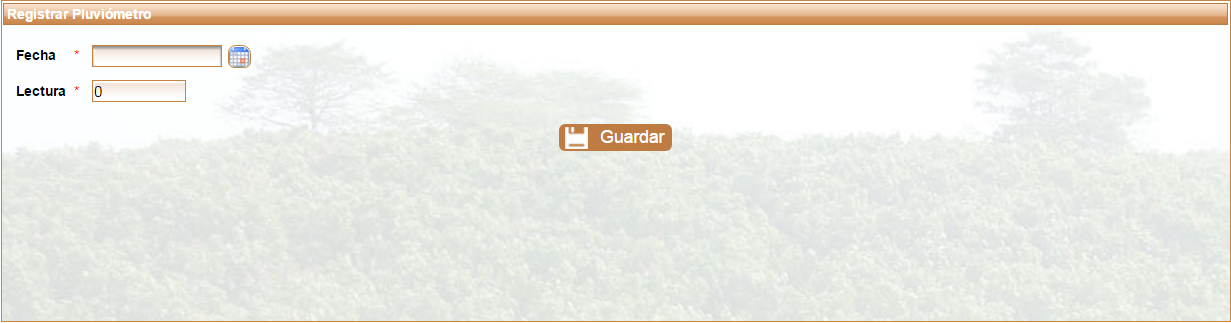 Registrar Pluviómetro
Fecha *
Lectura * 0
Guardar